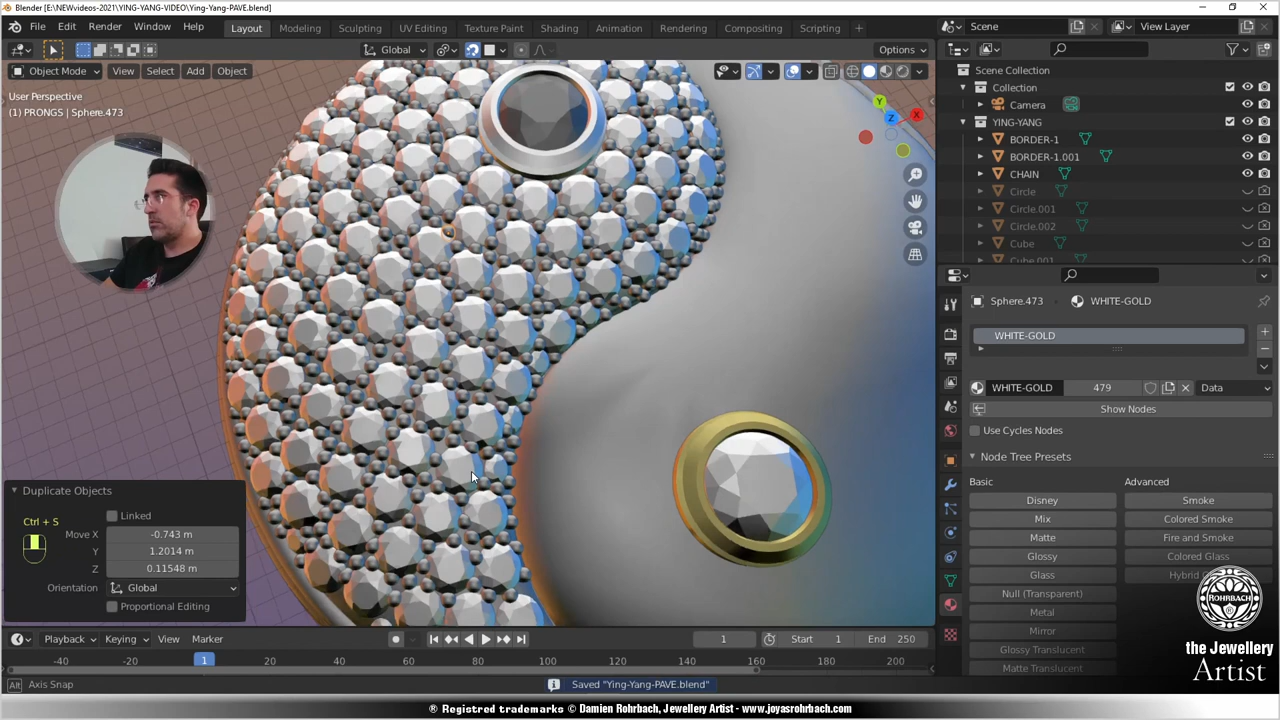 Blender [E:\NEWvideos-2021\YING-YANG-VIDEO\Ying-Yang-PAVE.blend]
File Edit Render Window Help
Layout Modeling Sculpting UV Editing Texture Paint Shading Animation Rendering Compositing Scripting +
Scene
View Layer
Global
Options
Object Mode View Select Add Object
User Perspective
(1) PRONGS | Sphere.473
Y
X
Z
Scene Collection
Collection
Camera
YING-YANG
BORDER-1
BORDER-1.001
CHAIN
Circle
Circle.001
Circle.002
Cube
Cube.001
Sphere.473 WHITE-GOLD
WHITE-GOLD
WHITE-GOLD 479 Data
Show Nodes
Use Cycles Nodes
Node Tree Presets
Basic Advanced
Disney Smoke
Mix Colored Smoke
Matte Fire and Smoke
Glossy Colored Glass
Glass
Null (Transparent)
Metal
Mirror
Glossy Translucent
Matte Translucent
Duplicate Objects
Ctrl + S
Linked
Move X -0.743 m
Y 1.2014 m
Z 0.11548 m
Orientation Global
Proportional Editing
Playback Keying View Marker
1
Start 1
End 250
-40 -20 1 20 40 60 80 100 120 140 160 180 200
Alt Axis Snap
Saved "Ying-Yang-PAVE.blend"
ROHRBACH
the Jewellery
Artist
® Registered trademarks © Damien Rohrbach, Jewellery Artist - www.joyasrohrbach.com